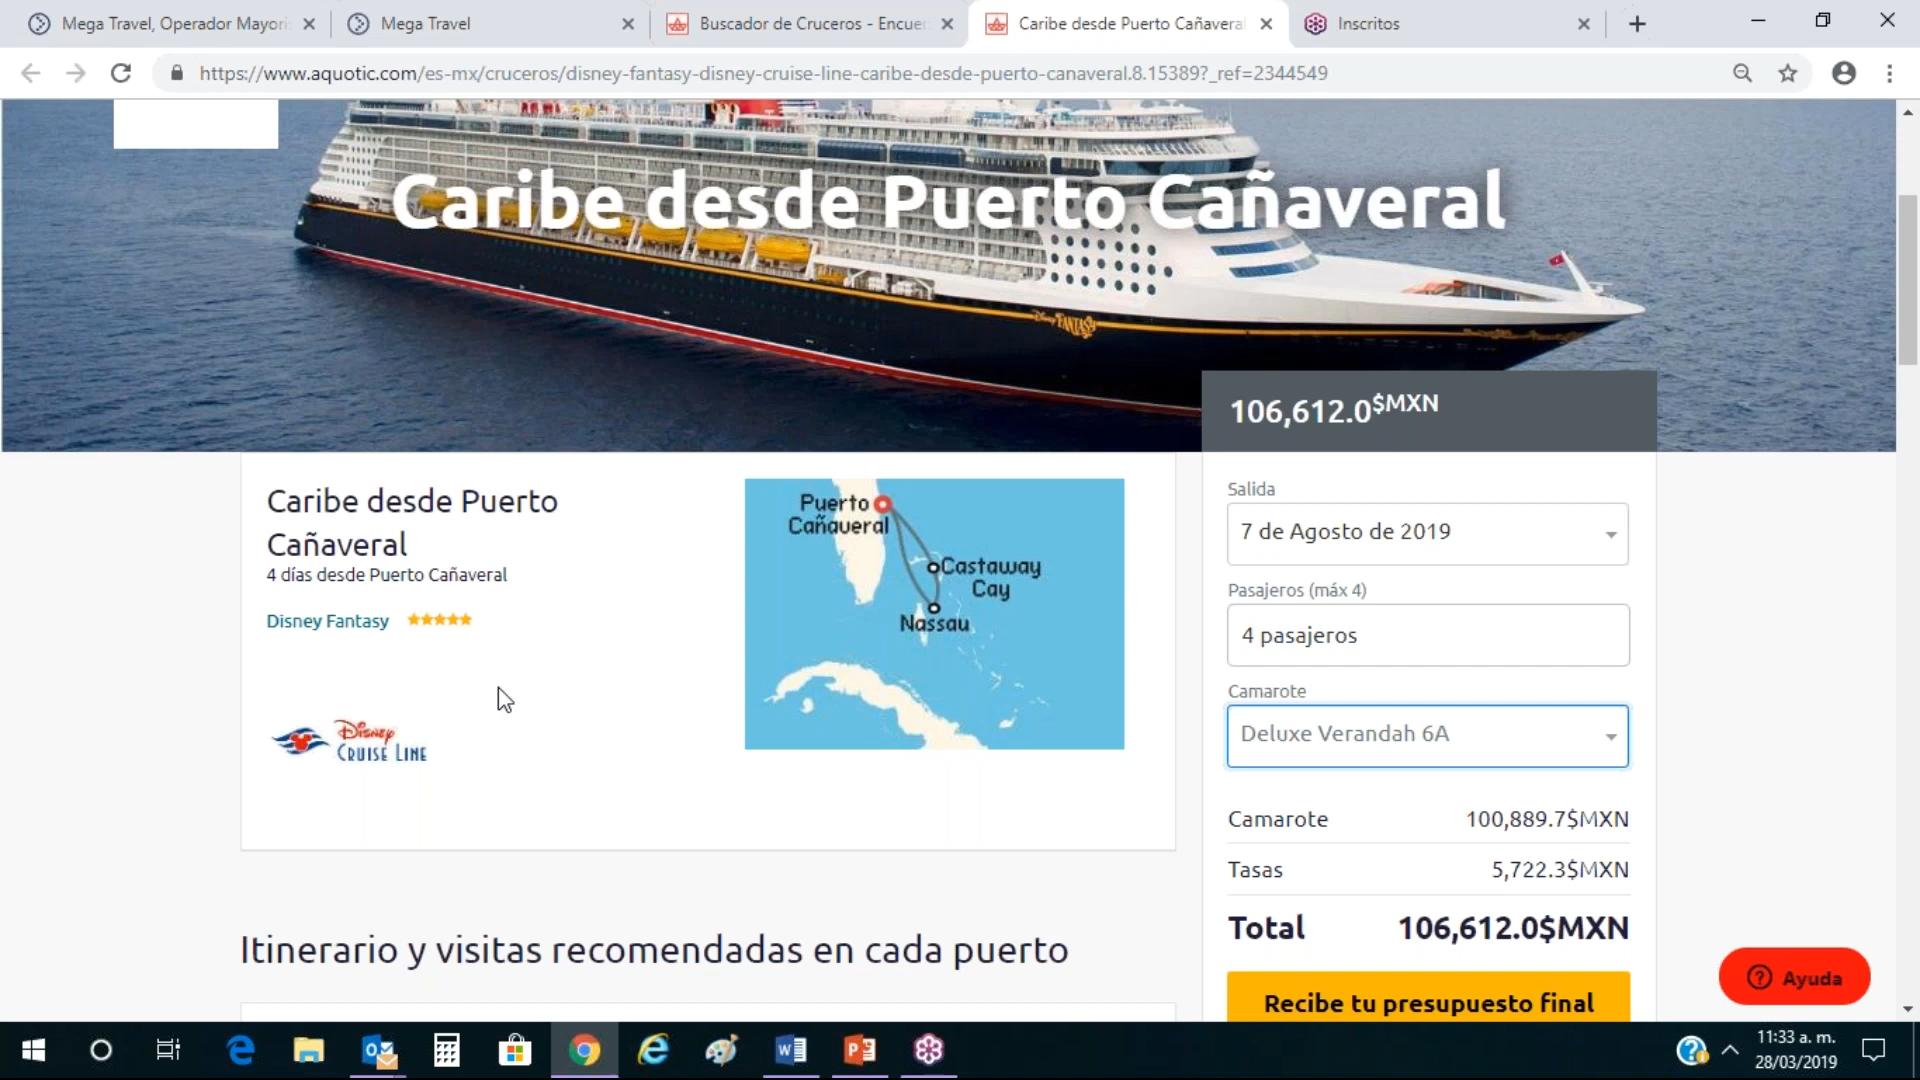 Mega Travel, Operador Mayori
Mega Travel
Buscador de Cruceros - Encue
Caribe desde Puerto Cañaveral
Inscritos
https://www.aquotic.com/es-mx/cruceros/disney-fantasy-disney-cruise-line-caribe-desde-puerto-canaveral.8.15389?_ref=2344549
Caribe desde Puerto Cañaveral
Disney FANTASY
106,612.0$MXN
Caribe desde Puerto
Cañaveral
4 días desde Puerto Cañaveral
Disney Fantasy
Disney
CRUISE LINE
Puerto
Cañaveral
Castaway
Cay
Nassau
Salida
7 de Agosto de 2019
Pasajeros (máx 4)
4 pasajeros
Camarote
Deluxe Verandah 6A
Camarote 100,889.7$MXN
Tasas 5,722.3$MXN
Total 106,612.0$MXN
Recibe tu presupuesto final
Ayuda
Itinerario y visitas recomendadas en cada puerto
11:33 a. m.
28/03/2019